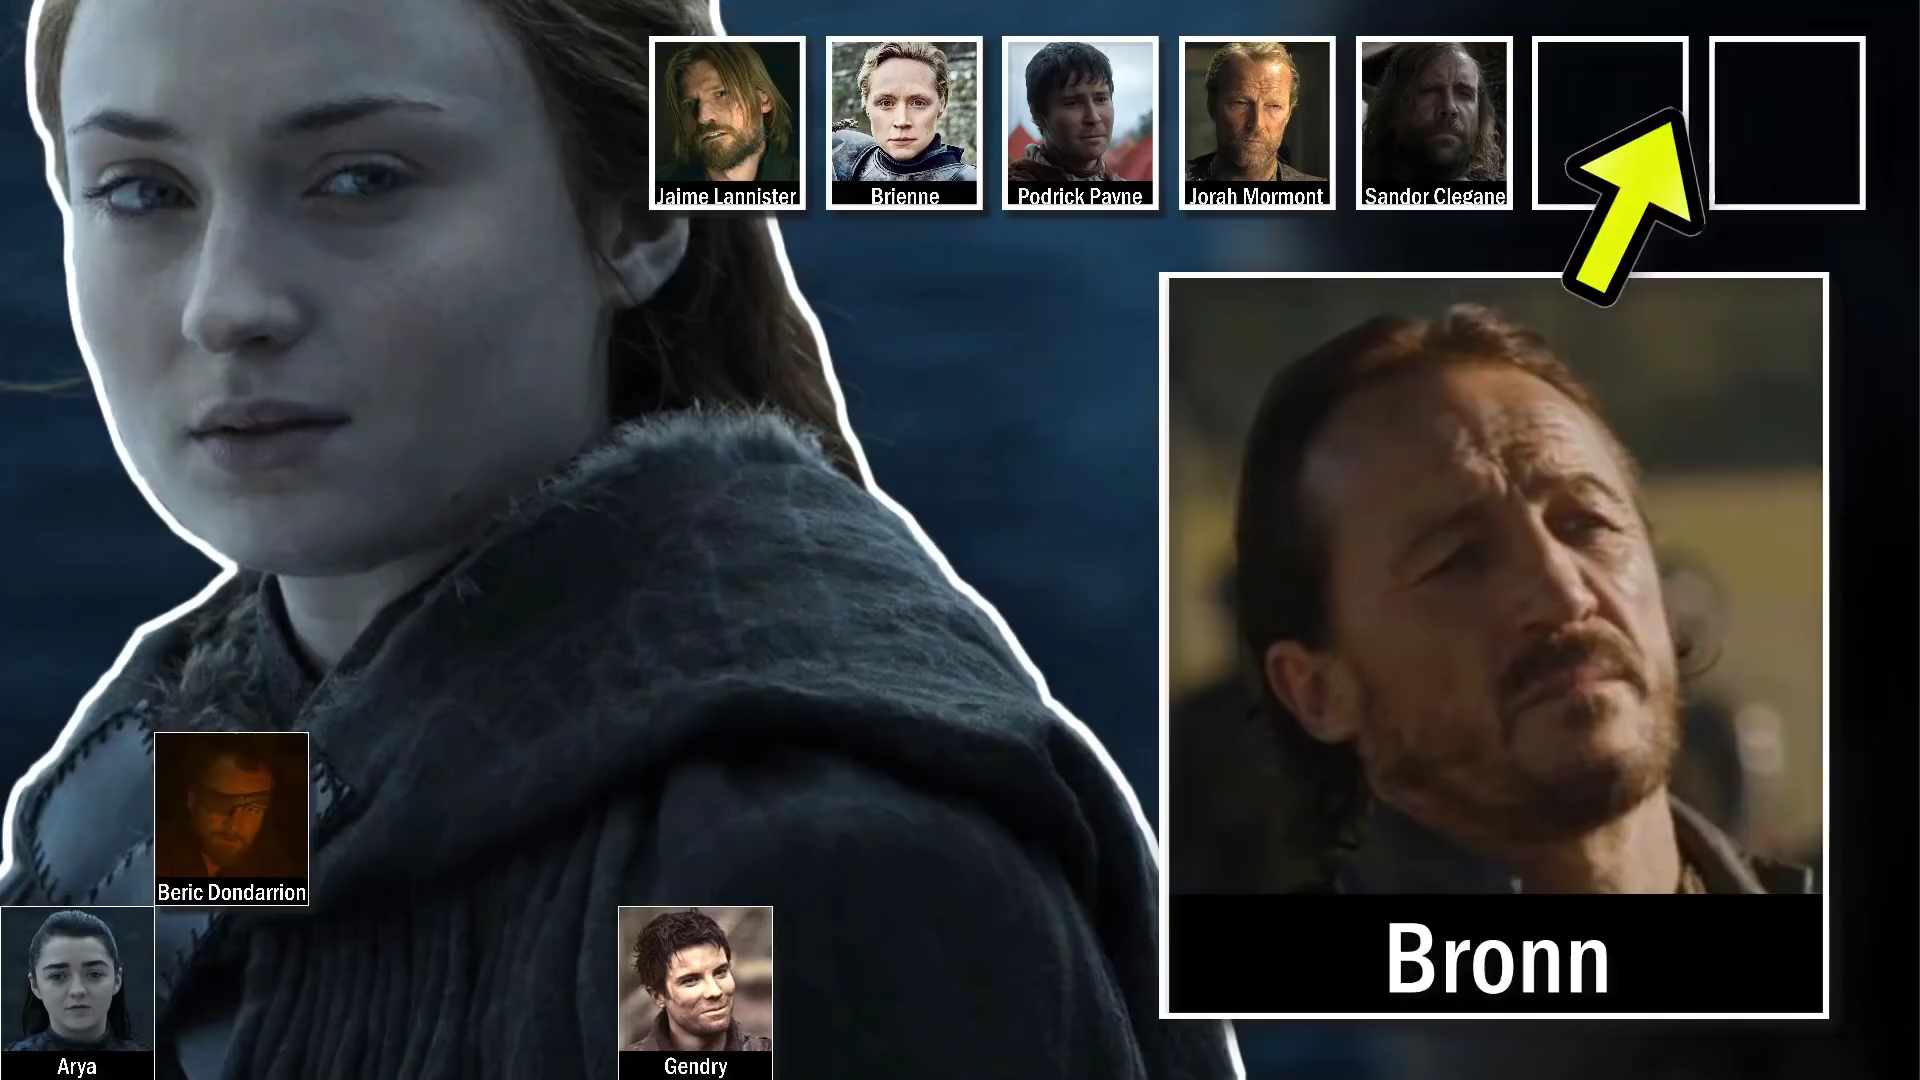 Jaime Lannister
Brienne
Podrick Payne
Jorah Mormont
Sandor Clegane
Bronn
Beric Dondarrion
Arya
Gendry